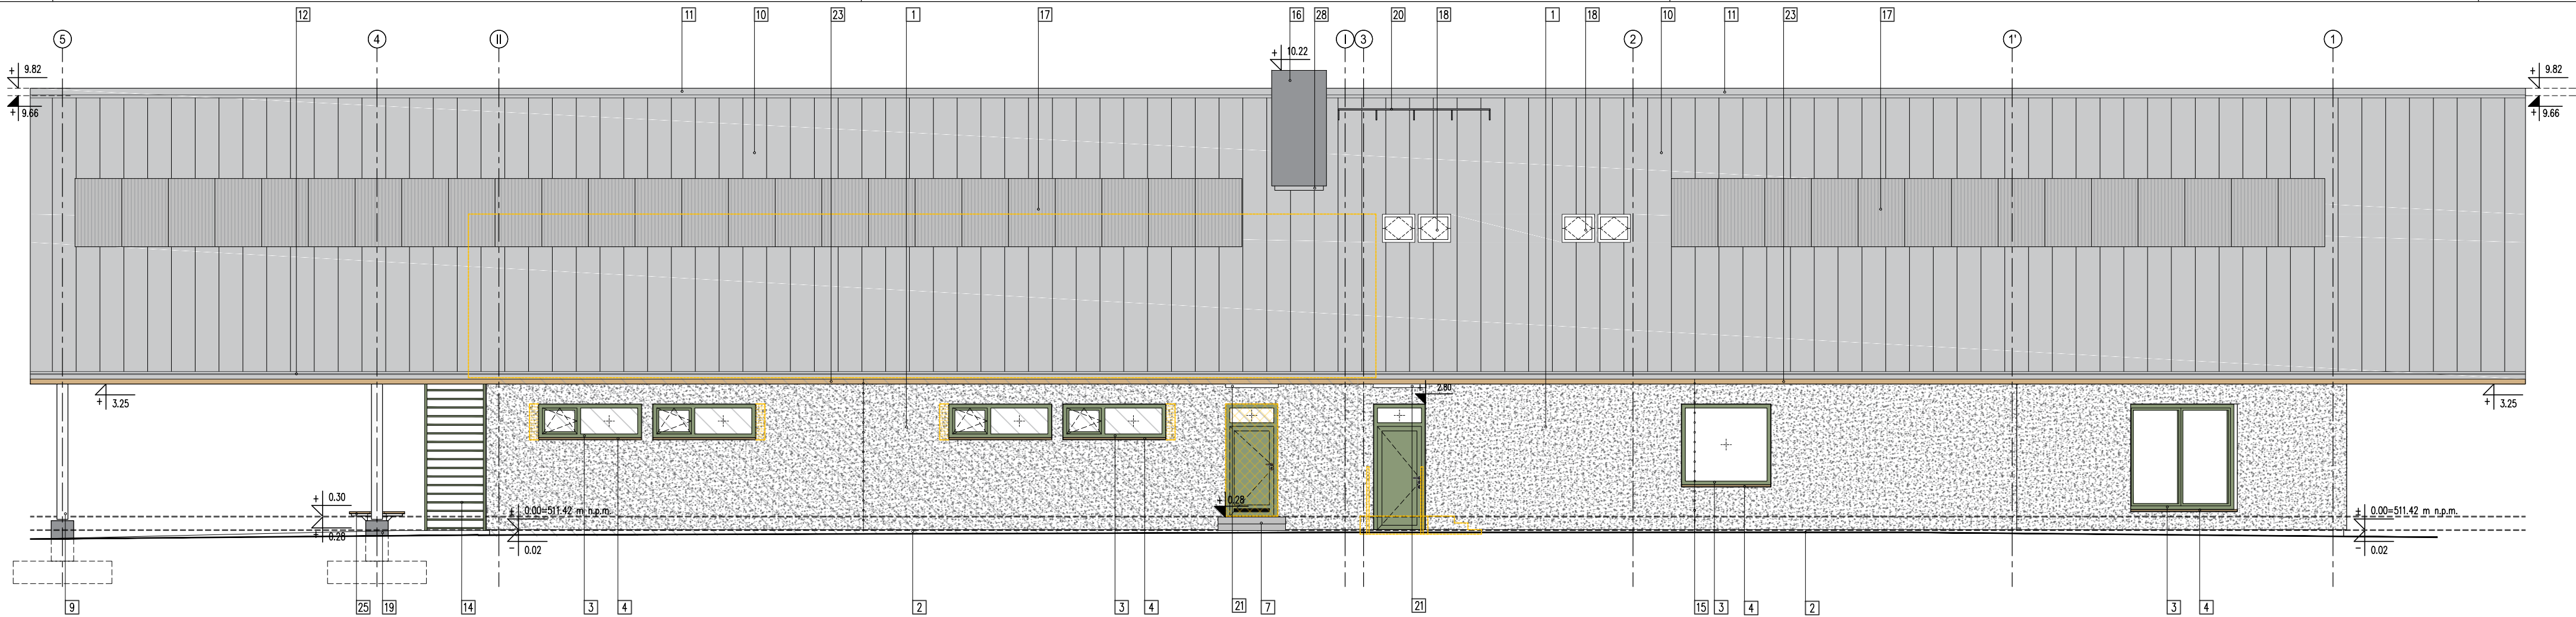 12 11 10 23 1 17 16 28 20 18 1 18 10 11 23 17
5 4 II I 3 2 1' 1
+ 10.22
+ 9.82 + 9.82
+ 9.66 + 9.66
+ 3.25 + 2.80 + 3.25
+ 0.30 + 0.28
+ 0.00=511.42 m n.p.m. + 0.00=511.42 m n.p.m.
+ 0.28 - 0.02 - 0.02
9 25 19 14 3 4 2 3 4 21 7 21 15 3 4 2 3 4